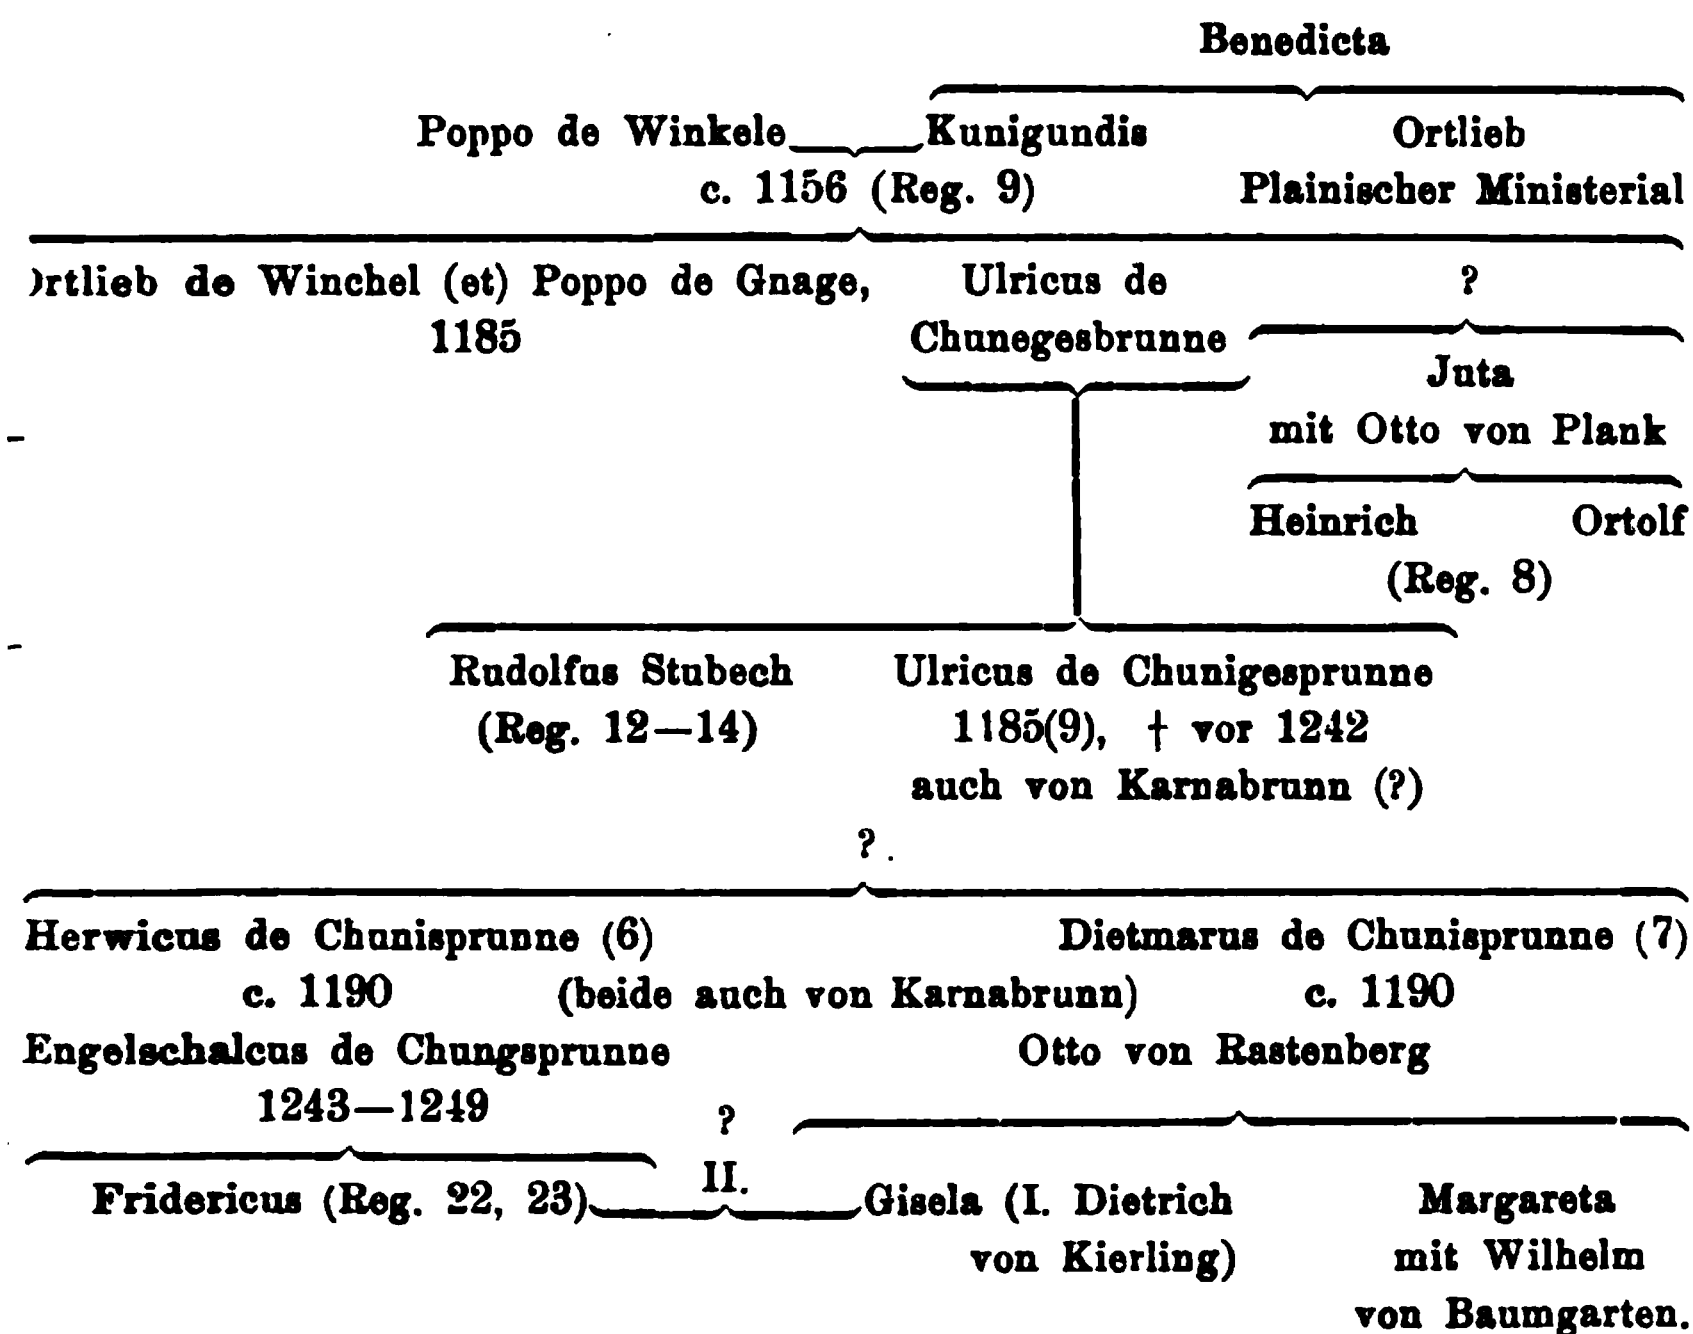 Benedicta
Poppo de Winkele Kunigundis Ortlieb
c. 1156 (Reg. 9) Plainischer Ministerial
Ortlieb de Winchel (et) Poppo de Gnage, Ulricus de ?
1185 Chunegesbrunne
Juta
mit Otto von Plank
Heinrich Ortolf
(Reg. 8)
Rudolfus Stubech Ulricus de Chunigesprunne
(Reg. 12—14) 1185(9), † vor 1242
auch von Karnabrunn (?)
?
Herwicus de Chunisprunne (6) Dietmarus de Chunisprunne (7)
c. 1190 (beide auch von Karnabrunn) c. 1190
Engelschalcus de Chungsprunne Otto von Rastenberg
1243—1249 ?
II.
Fridericus (Reg. 22, 23) Gisela (I. Dietrich Margareta
von Kierling) mit Wilhelm
von Baumgarten.